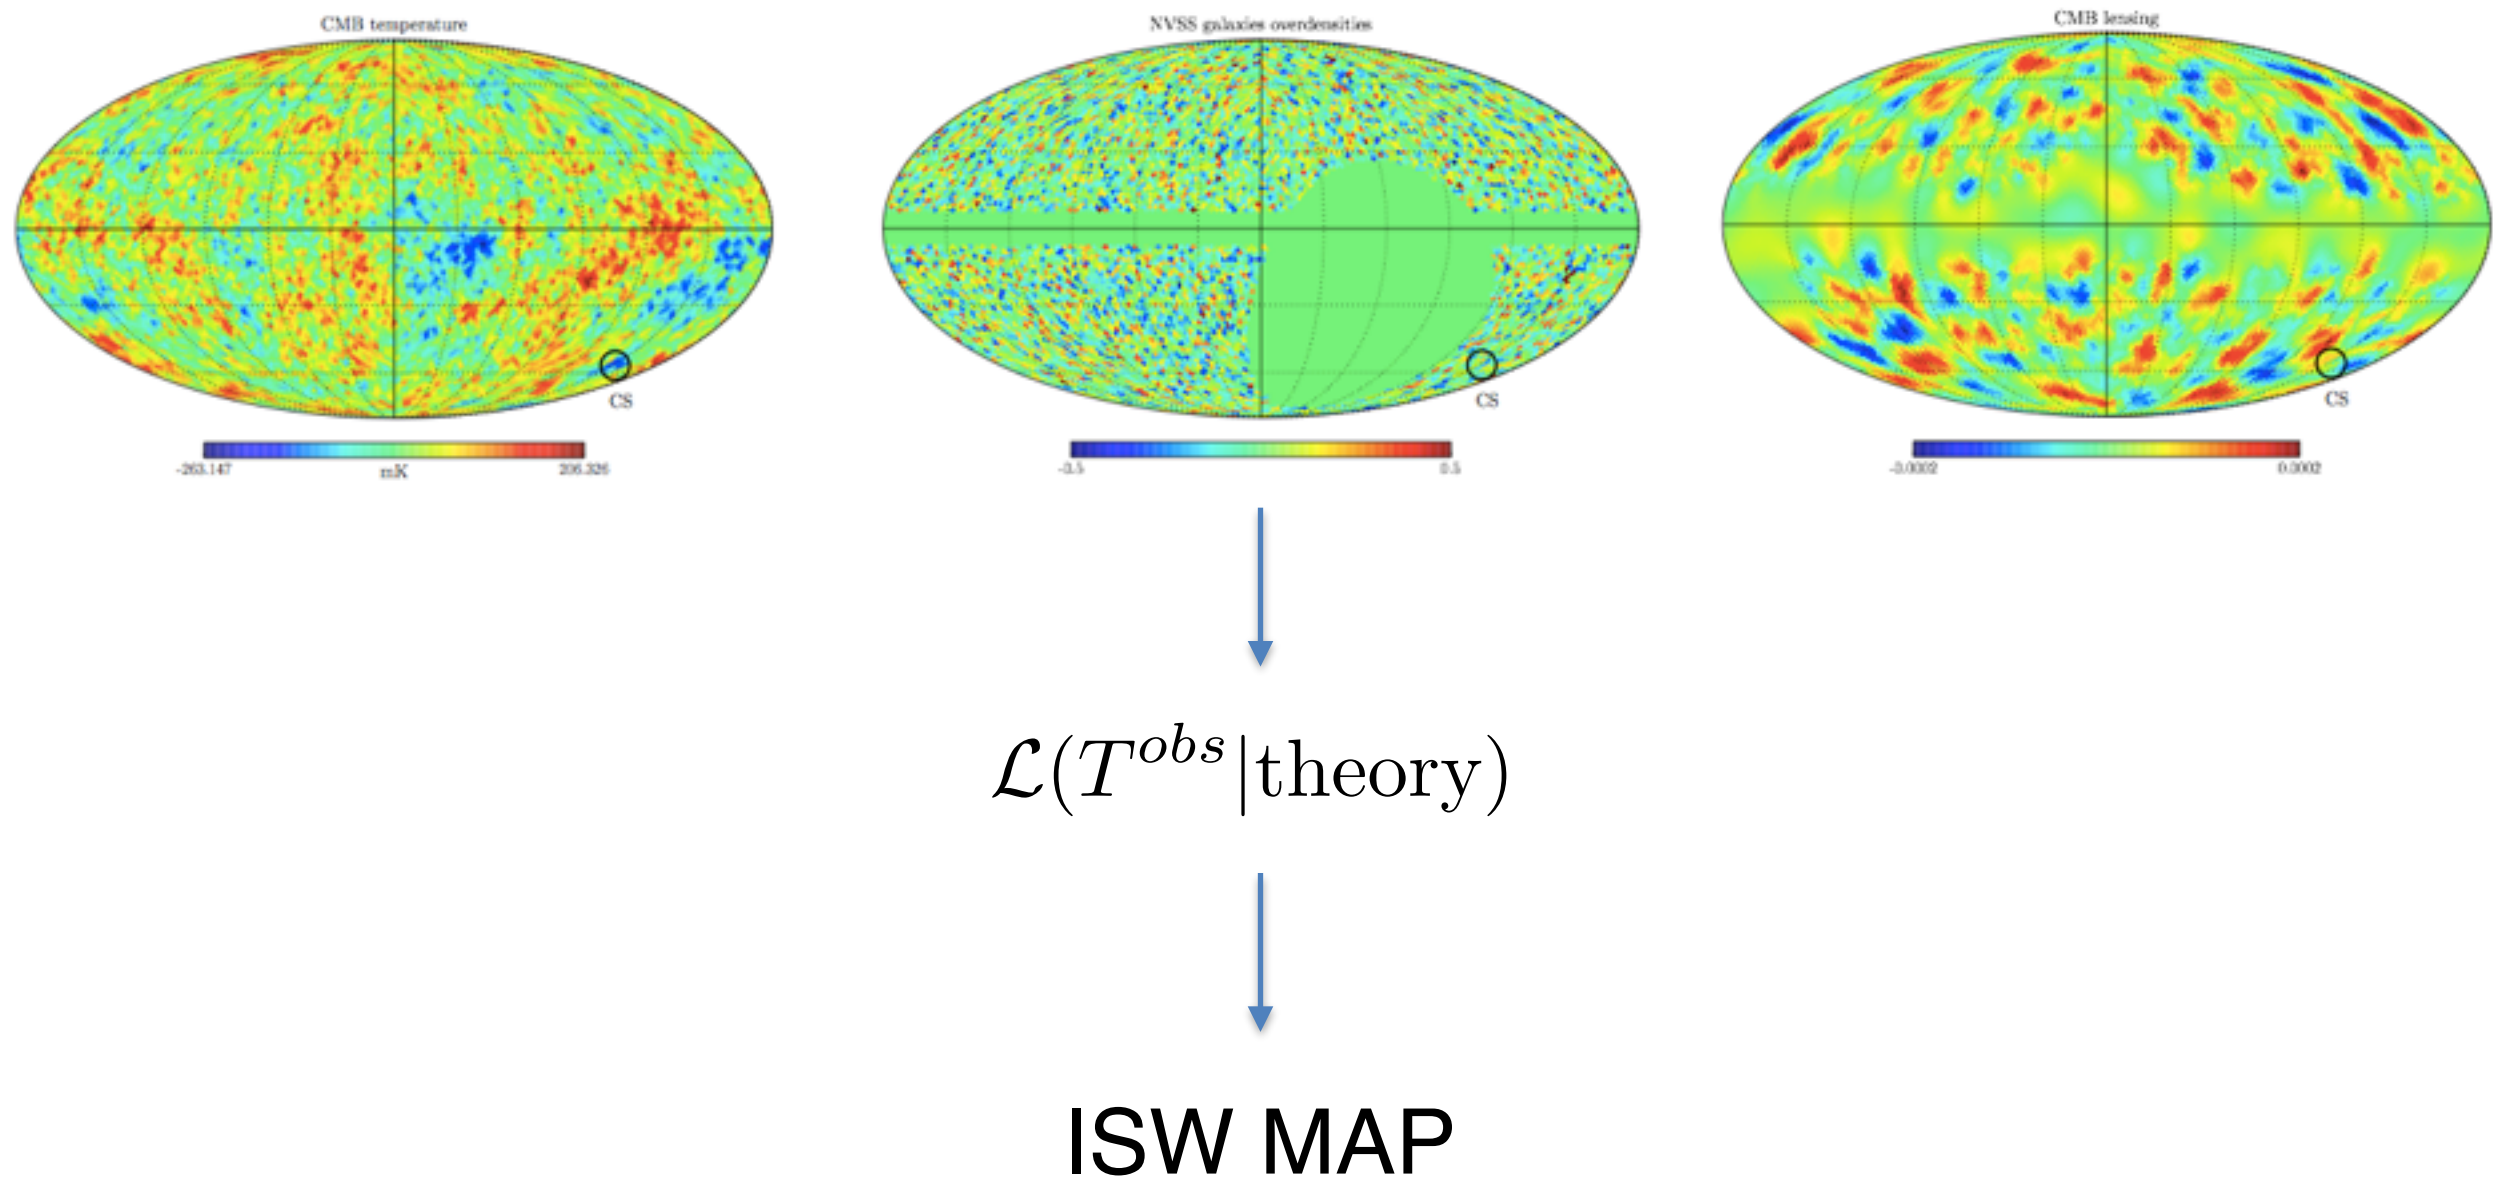 CMB temperature
NVSS galaxies overdensities
CMB lensing
CS
CS
CS
-263.147
mK
206.326
-0.5
0.5
-0.0002
0.0002
ℒ(T^{obs}|theory)
ISW MAP